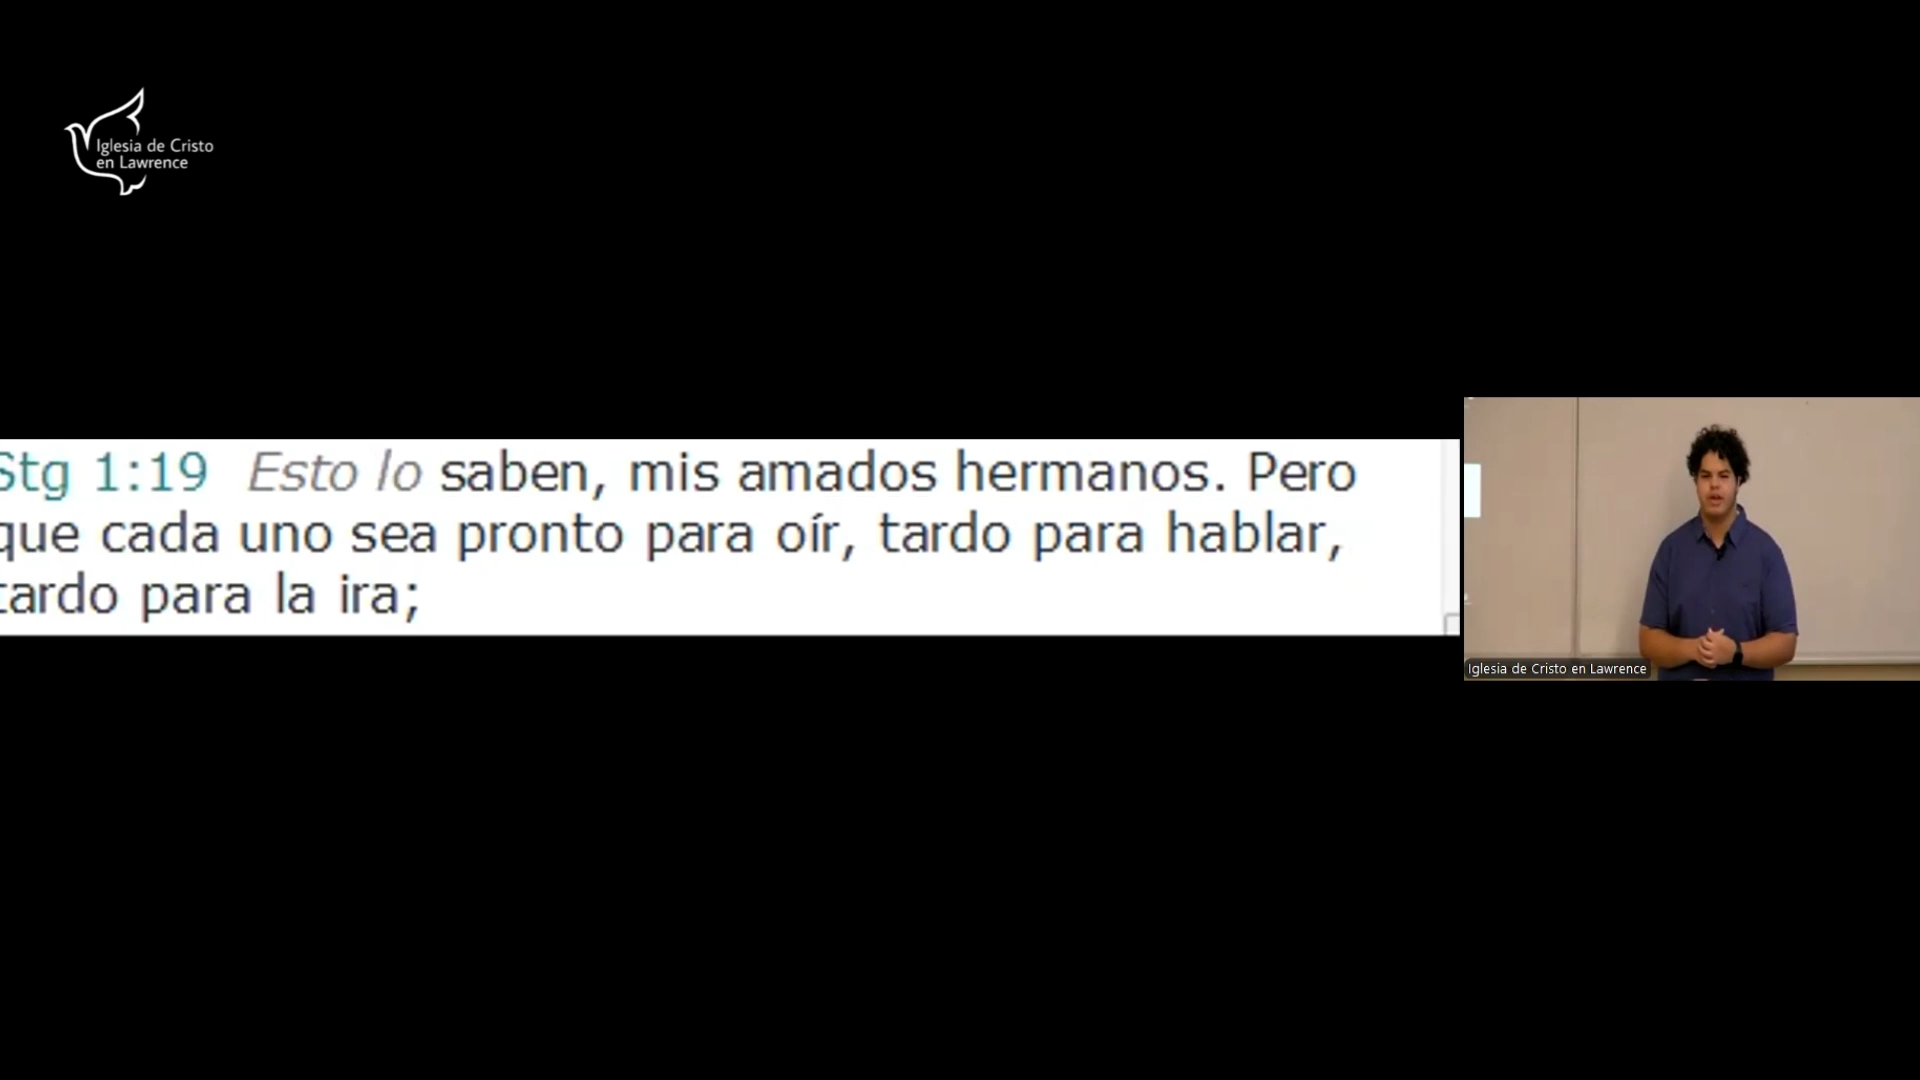 Iglesia de Cristo
en Lawrence
Stg 1:19 Esto lo saben, mis amados hermanos. Pero
que cada uno sea pronto para oír, tardo para hablar,
tardo para la ira;
Iglesia de Cristo en Lawrence